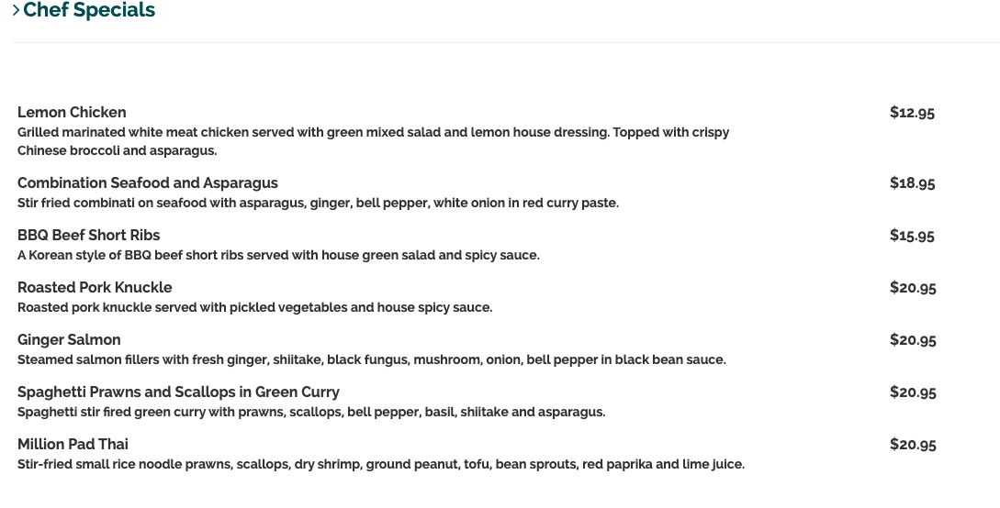 Chef Specials
Lemon Chicken $12.95
Grilled marinated white meat chicken served with green mixed salad and lemon house dressing. Topped with crispy
Chinese broccoli and asparagus.
Combination Seafood and Asparagus $18.95
Stir fried combinati on seafood with asparagus, ginger, bell pepper, white onion in red curry paste.
BBQ Beef Short Ribs $15.95
A Korean style of BBQ beef short ribs served with house green salad and spicy sauce.
Roasted Pork Knuckle $20.95
Roasted pork knuckle served with pickled vegetables and house spicy sauce.
Ginger Salmon $20.95
Steamed salmon fillers with fresh ginger, shiitake, black fungus, mushroom, onion, bell pepper in black bean sauce.
Spaghetti Prawns and Scallops in Green Curry $20.95
Spaghetti stir fired green curry with prawns, scallops, bell pepper, basil, shiitake and asparagus.
Million Pad Thai $20.95
Stir-fried small rice noodle prawns, scallops, dry shrimp, ground peanut, tofu, bean sprouts, red paprika and lime juice.